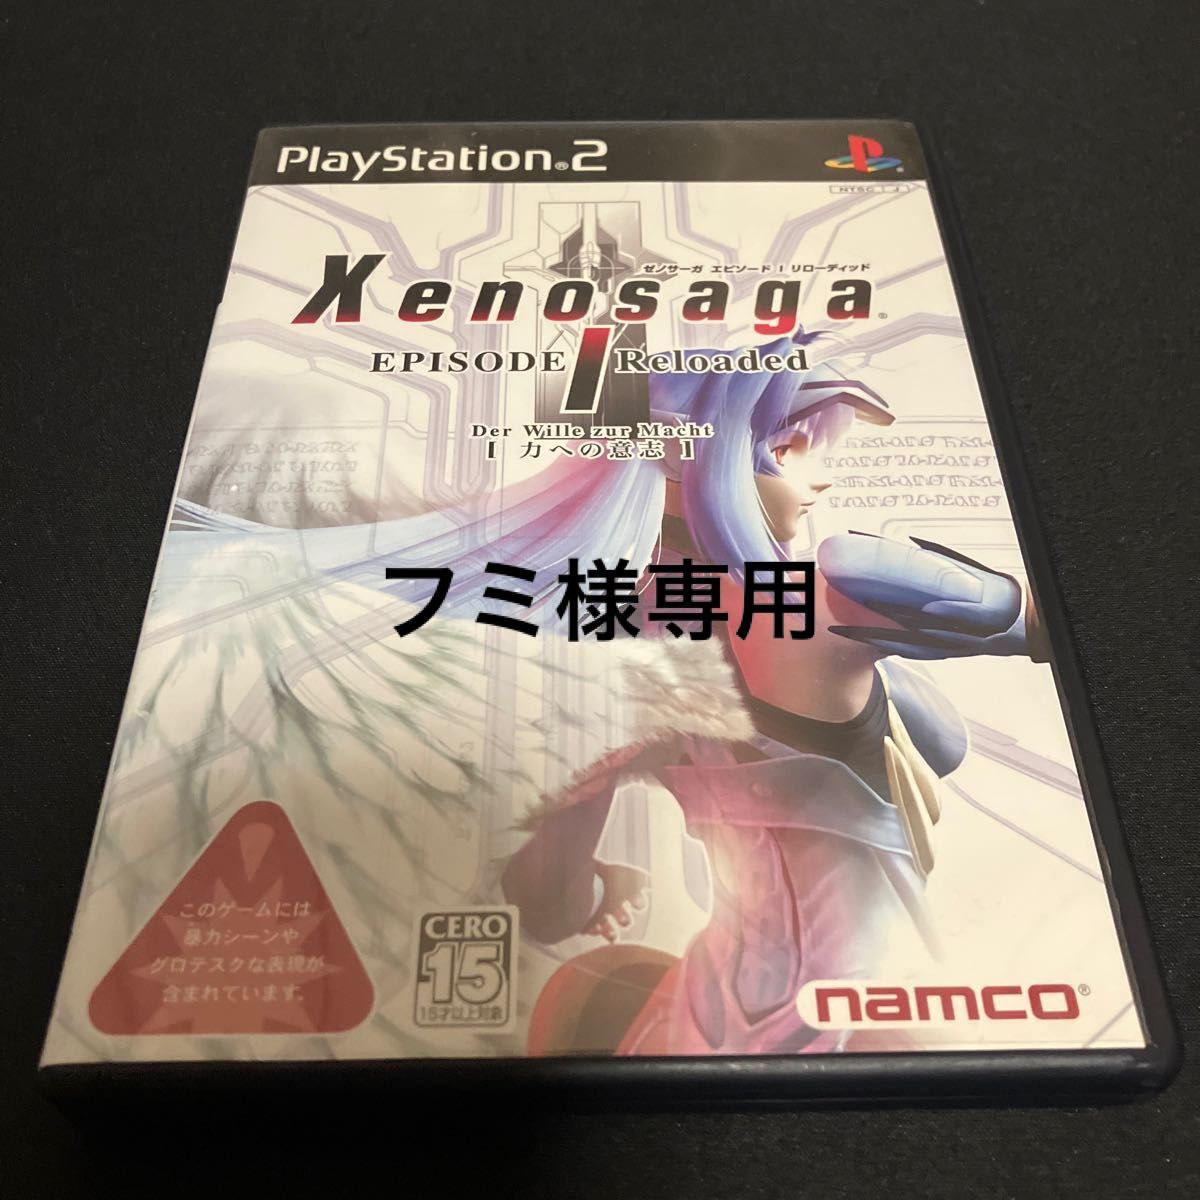 PlayStation®2
NTSC J
ゼノサーガ エピソード I リローディッド
Xenosaga®
EPISODE I Reloaded
Der Wille zur Macht
[ 力への意志 ]
フミ様専用
このゲームには
暴力シーンや
グロテスクな表現が
含まれています。
CERO
15
15才以上対象
namco®